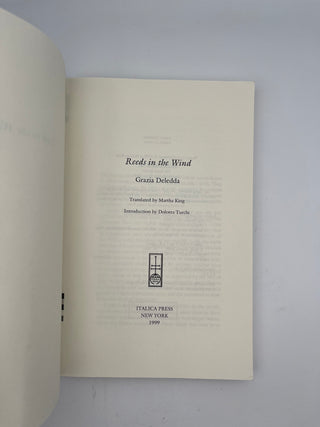 Reeds in the Wind
Grazia Deledda
Translated by Martha King
Introduction by Dolores Turchi
ITALICA PRESS
NEW YORK
1999